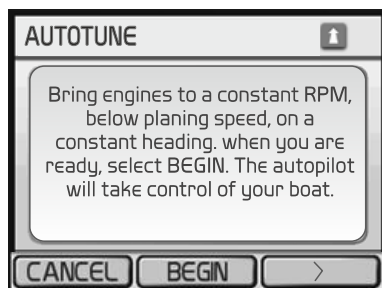 AUTOTUNE
Bring engines to a constant RPM,
below planing speed, on a
constant heading. when you are
ready, select BEGIN. The autopilot
will take control of your boat.
CANCEL BEGIN >